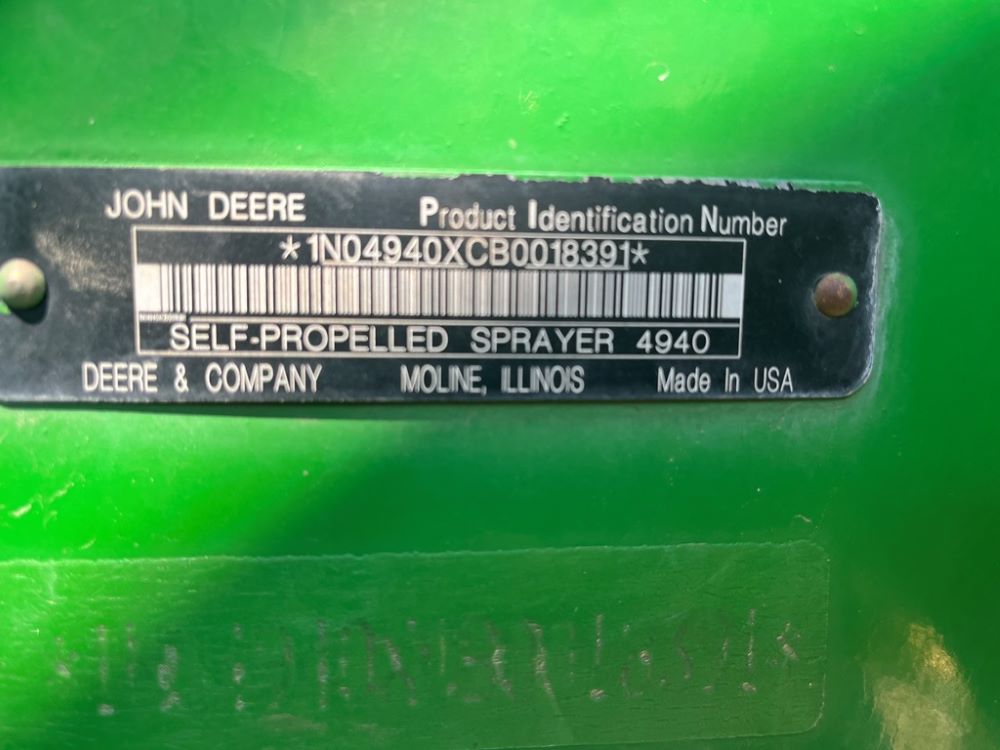 JOHN DEERE
Product Identification Number
*1N04940XCB0018391*
SELF-PROPELLED SPRAYER 4940
DEERE & COMPANY MOLINE, ILLINOIS Made In USA